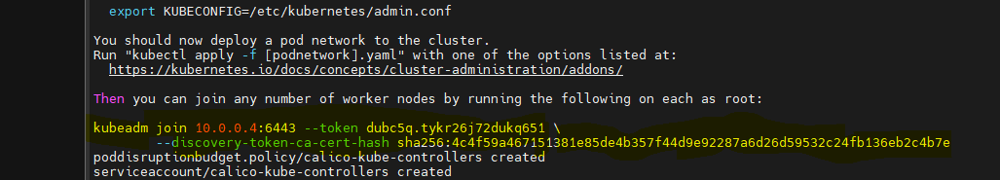 export KUBECONFIG=/etc/kubernetes/admin.conf
You should now deploy a pod network to the cluster.
Run "kubectl apply -f [podnetwork].yaml" with one of the options listed at:
https://kubernetes.io/docs/concepts/cluster-administration/addons/
Then you can join any number of worker nodes by running the following on each as root:
kubeadm join 10.0.0.4:6443 --token dubc5q.tykr26j72dukq651 \
--discovery-token-ca-cert-hash sha256:4c4f59a467151381e85de4b357f44d9e92287a6d26d59532c24fb136eb2c4b7e
poddisruptionbudget.policy/calico-kube-controllers created
serviceaccount/calico-kube-controllers created